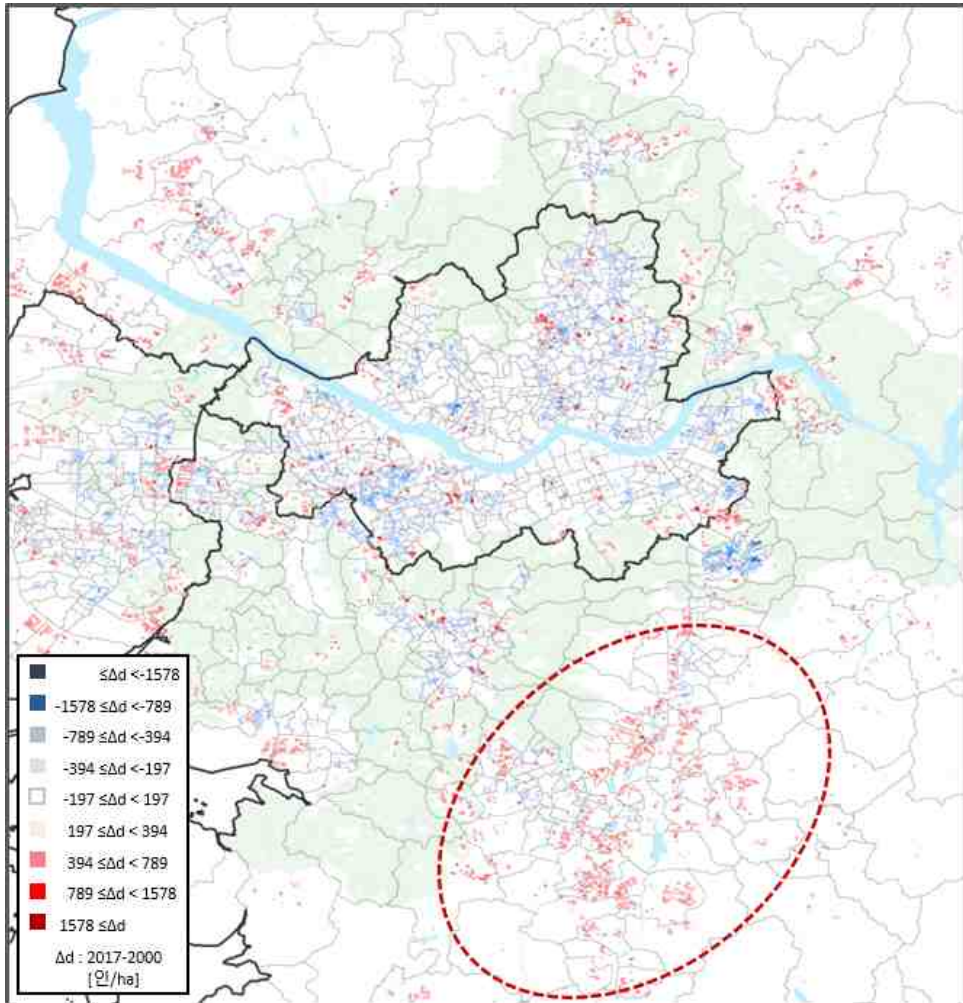 ≤Δd <-1578
-1578 ≤Δd <-789
-789 ≤Δd <-394
-394 ≤Δd <-197
-197 ≤Δd < 197
197 ≤Δd < 394
394 ≤Δd < 789
789 ≤Δd < 1578
1578 ≤Δd
Δd : 2017-2000
[인/ha]